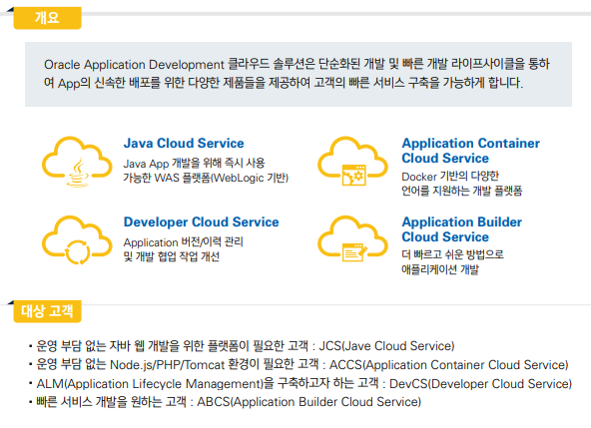 개요
Oracle Application Development 클라우드 솔루션은 단순화된 개발 및 빠른 개발 라이프사이클을 통하
여 App의 신속한 배포를 위한 다양한 제품들을 제공하여 고객의 빠른 서비스 구축을 가능하게 합니다.
Java Cloud Service
Java App 개발을 위해 즉시 사용
가능한 WAS 플랫폼(WebLogic 기반)
Application Container
Cloud Service
Docker 기반의 다양한
언어를 지원하는 개발 플랫폼
Developer Cloud Service
Application 버전/이력 관리
및 개발 협업 작업 개선
Application Builder
Cloud Service
더 빠르고 쉬운 방법으로
애플리케이션 개발
대상 고객
• 운영 부담 없는 자바 웹 개발을 위한 플랫폼이 필요한 고객 : JCS(Jave Cloud Service)
• 운영 부담 없는 Node.js/PHP/Tomcat 환경이 필요한 고객 : ACCS(Application Container Cloud Service)
• ALM(Application Lifecycle Management)을 구축하고자 하는 고객 : DevCS(Developer Cloud Service)
• 빠른 서비스 개발을 원하는 고객 : ABCS(Application Builder Cloud Service)